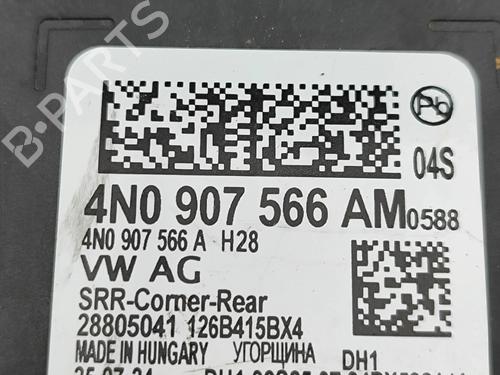 B-PARTS
Pb
04S
4N0 907 566 AM 0588
4N0 907 566 A H28
VW AG
SRR-Corner-Rear
28805041 126B415BX4
MADE IN HUNGARY УГОРЩИНА DH1